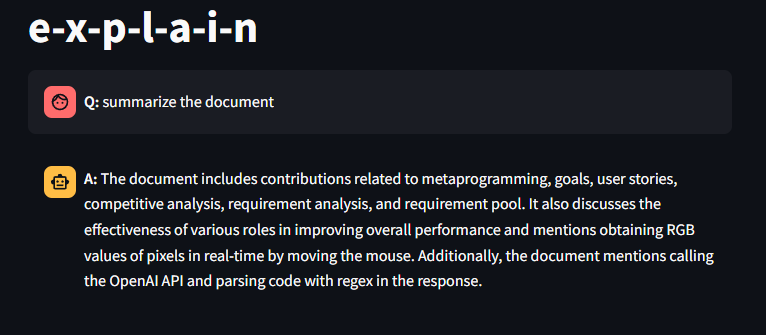 e-x-p-l-a-i-n
Q: summarize the document
A: The document includes contributions related to metaprogramming, goals, user stories,
competitive analysis, requirement analysis, and requirement pool. It also discusses the
effectiveness of various roles in improving overall performance and mentions obtaining RGB
values of pixels in real-time by moving the mouse. Additionally, the document mentions calling
the OpenAI API and parsing code with regex in the response.